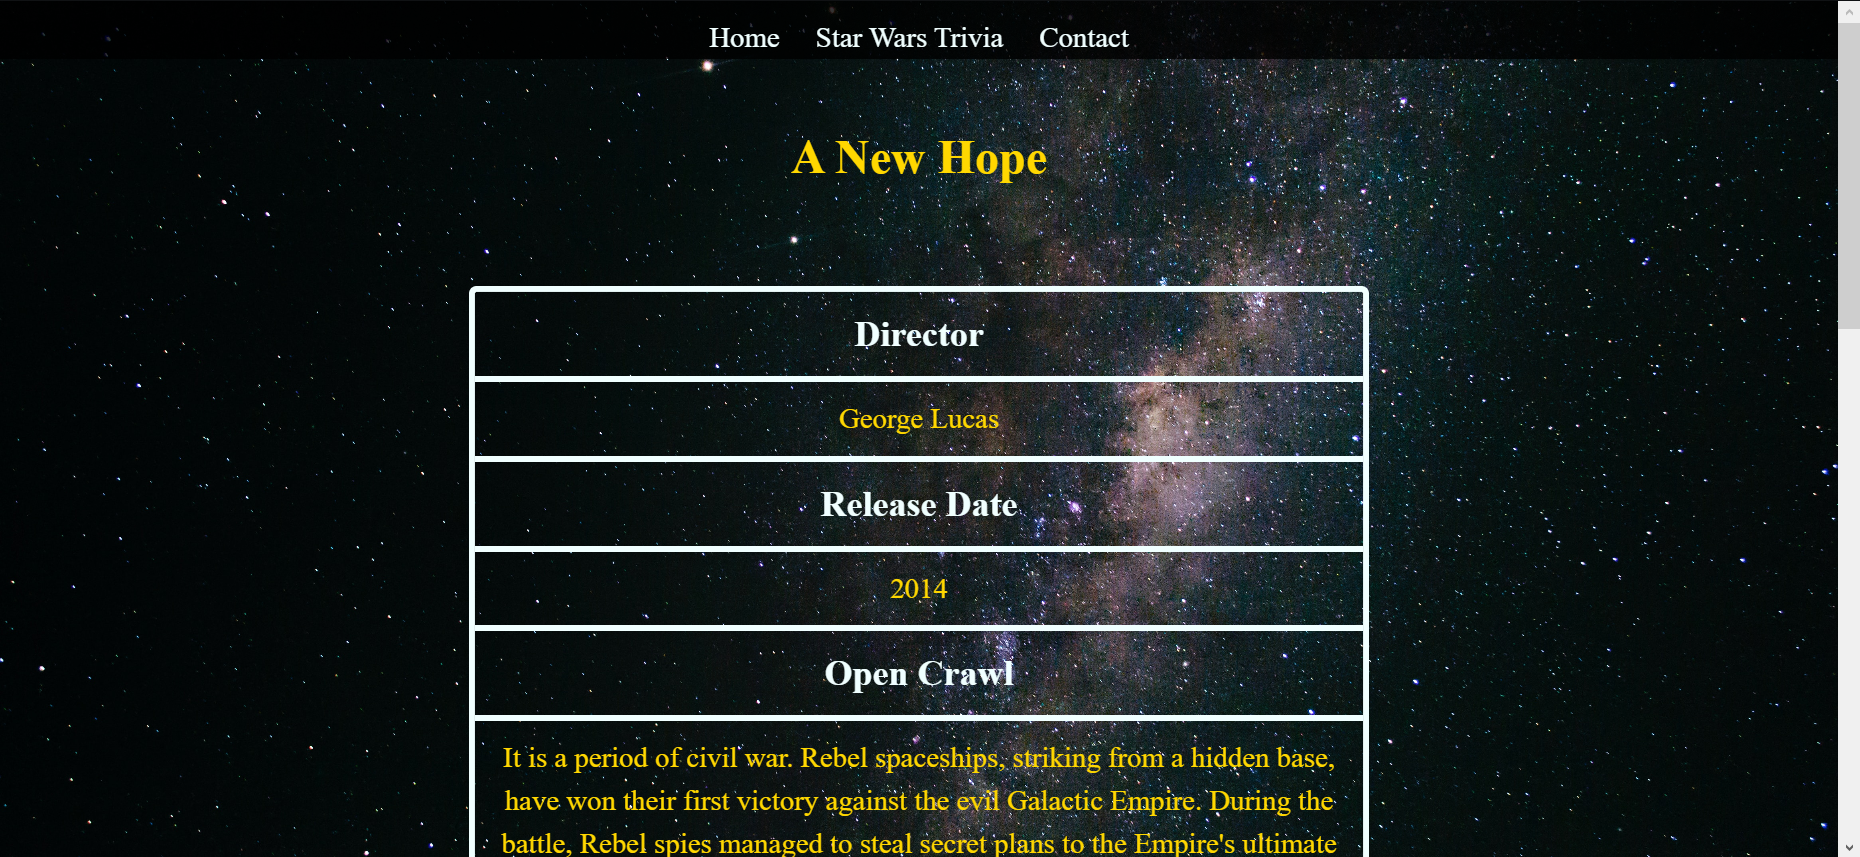 Home Star Wars Trivia Contact
A New Hope
Director
George Lucas
Release Date
2014
Open Crawl
It is a period of civil war. Rebel spaceships, striking from a hidden base,
have won their first victory against the evil Galactic Empire. During the
battle, Rebel spies managed to steal secret plans to the Empire's ultimate